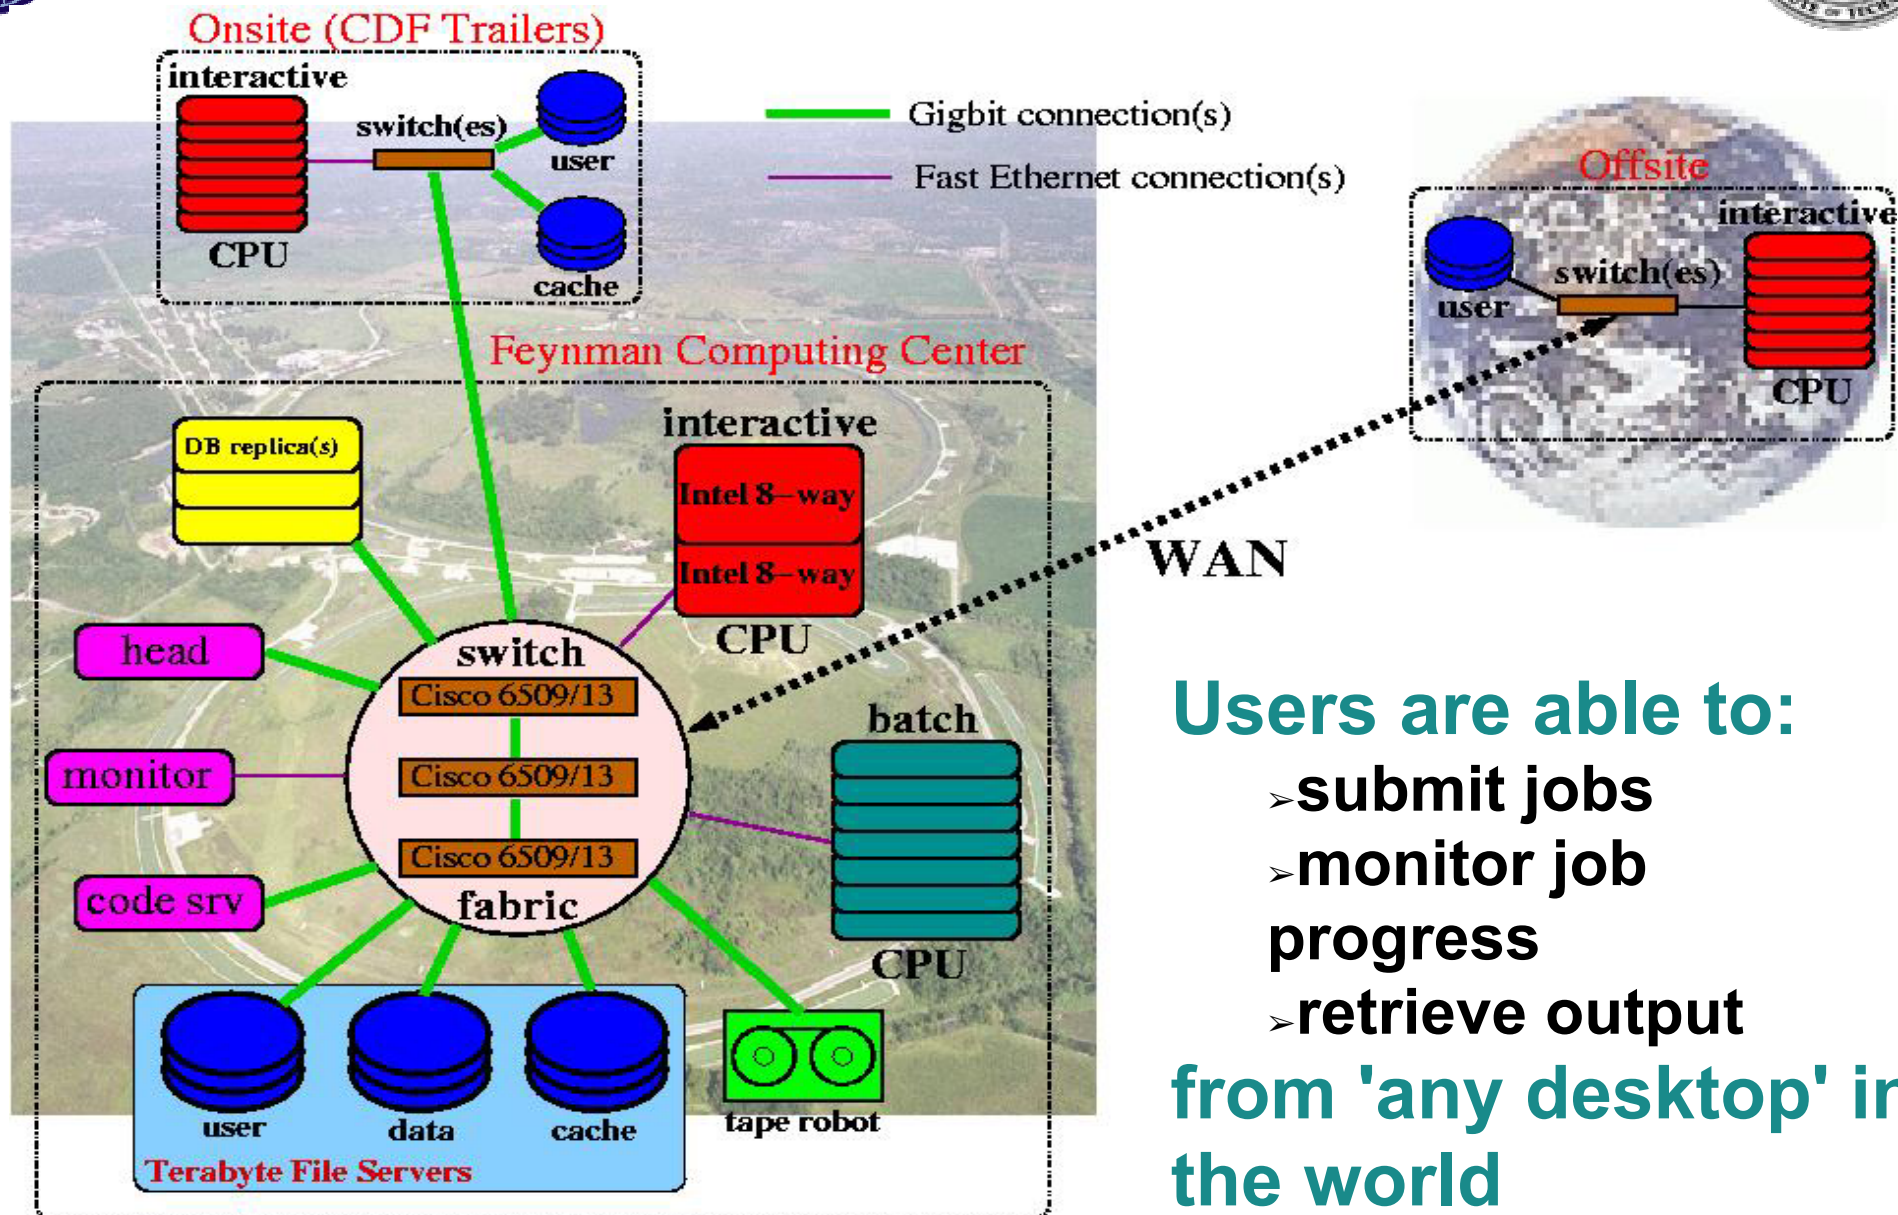 Onsite (CDF Trailers)
interactive
switch(es)
user
CPU
cache
Gigbit connection(s)
Fast Ethernet connection(s)
Offsite
interactive
switch(es)
user
CPU
Feynman Computing Center
DB replica(s)
interactive
Intel 8-way
Intel 8-way
CPU
WAN
head
switch
Cisco 6509/13
monitor
Cisco 6509/13
code srv
Cisco 6509/13
fabric
batch
CPU
user
data
cache
tape robot
Terabyte File Servers
Users are able to:
➢submit jobs
➢monitor job
progress
➢retrieve output
from 'any desktop' in
the world